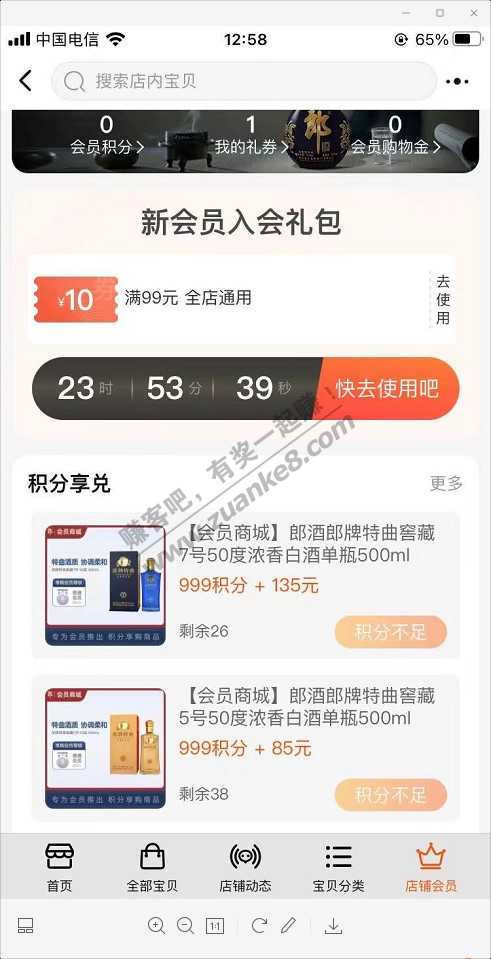 中国电信
12:58
65%
搜索店内宝贝
0
1
0
会员积分
我的礼券
会员购物金
新会员入会礼包
¥10
券
满99元 全店通用
去使用
23时 53分 39秒
快去使用吧
积分享兑
更多
【会员商城】郎酒郎牌特曲窖藏
7号50度浓香白酒单瓶500ml
999积分 + 135元
剩余26
积分不足
会员商城
特曲酒质 协调柔和
专为会员推出 积分享购商品
【会员商城】郎酒郎牌特曲窖藏
5号50度浓香白酒单瓶500ml
999积分 + 85元
剩余38
积分不足
会员商城
特曲酒质 协调柔和
专为会员推出 积分享购商品
赚客吧,有奖一起赚!
www.zuanke8.com
首页
全部宝贝
店铺动态
宝贝分类
店铺会员
1:1